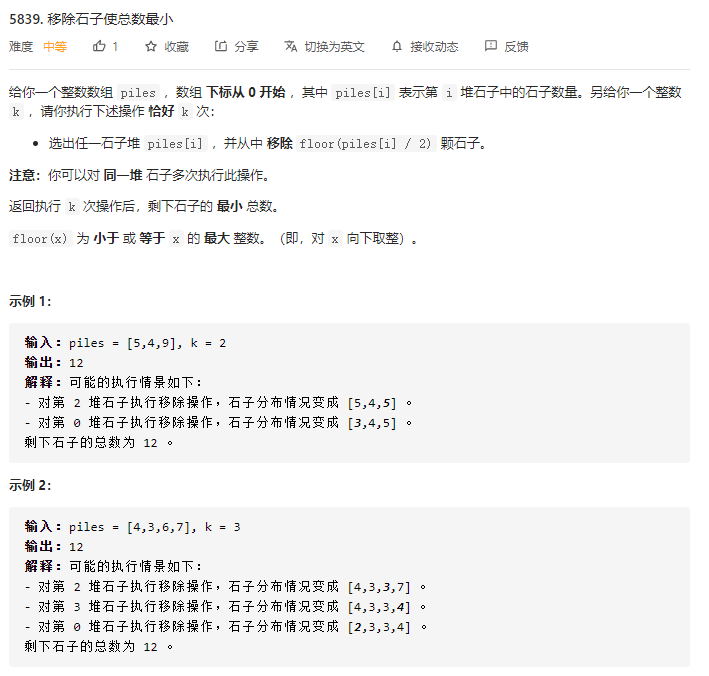 5839. 移除石子使总数最小
难度 中等 1 收藏 分享 切换为英文 接收动态 反馈
给你一个整数数组 piles ，数组 下标从 0 开始 ，其中 piles[i] 表示第 i 堆石子中的石子数量。另给你一个整数
k ，请你执行下述操作 恰好 k 次：
• 选出任一石子堆 piles[i] ，并从中 移除 floor(piles[i] / 2) 颗石子。
注意：你可以对 同一堆 石子多次执行此操作。
返回执行 k 次操作后，剩下石子的 最小 总数。
floor(x) 为 小于 或 等于 x 的 最大 整数。（即，对 x 向下取整）。
示例 1：
输入：piles = [5,4,9], k = 2
输出：12
解释：可能的执行情景如下：
- 对第 2 堆石子执行移除操作，石子分布情况变成 [5,4,5] 。
- 对第 0 堆石子执行移除操作，石子分布情况变成 [3,4,5] 。
剩下石子的总数为 12 。
示例 2：
输入：piles = [4,3,6,7], k = 3
输出：12
解释：可能的执行情景如下：
- 对第 2 堆石子执行移除操作，石子分布情况变成 [4,3,3,7] 。
- 对第 3 堆石子执行移除操作，石子分布情况变成 [4,3,3,4] 。
- 对第 0 堆石子执行移除操作，石子分布情况变成 [2,3,3,4] 。
剩下石子的总数为 12 。